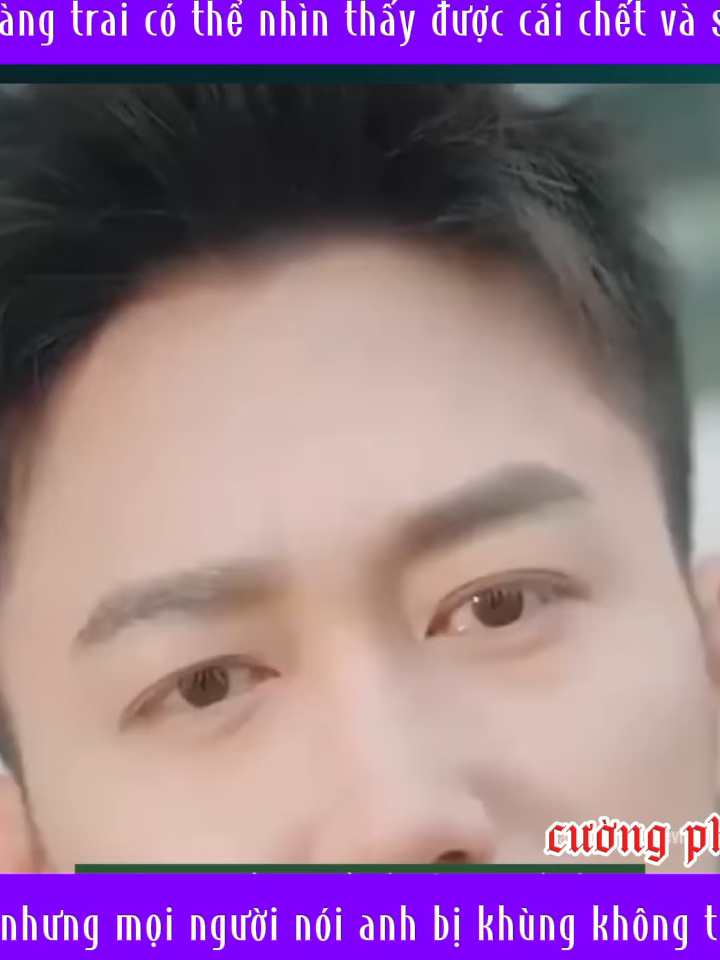 àng trai có thể nhìn thấy được cái chết và s
cường ph
nhưng mọi người nói anh bị khùng không t